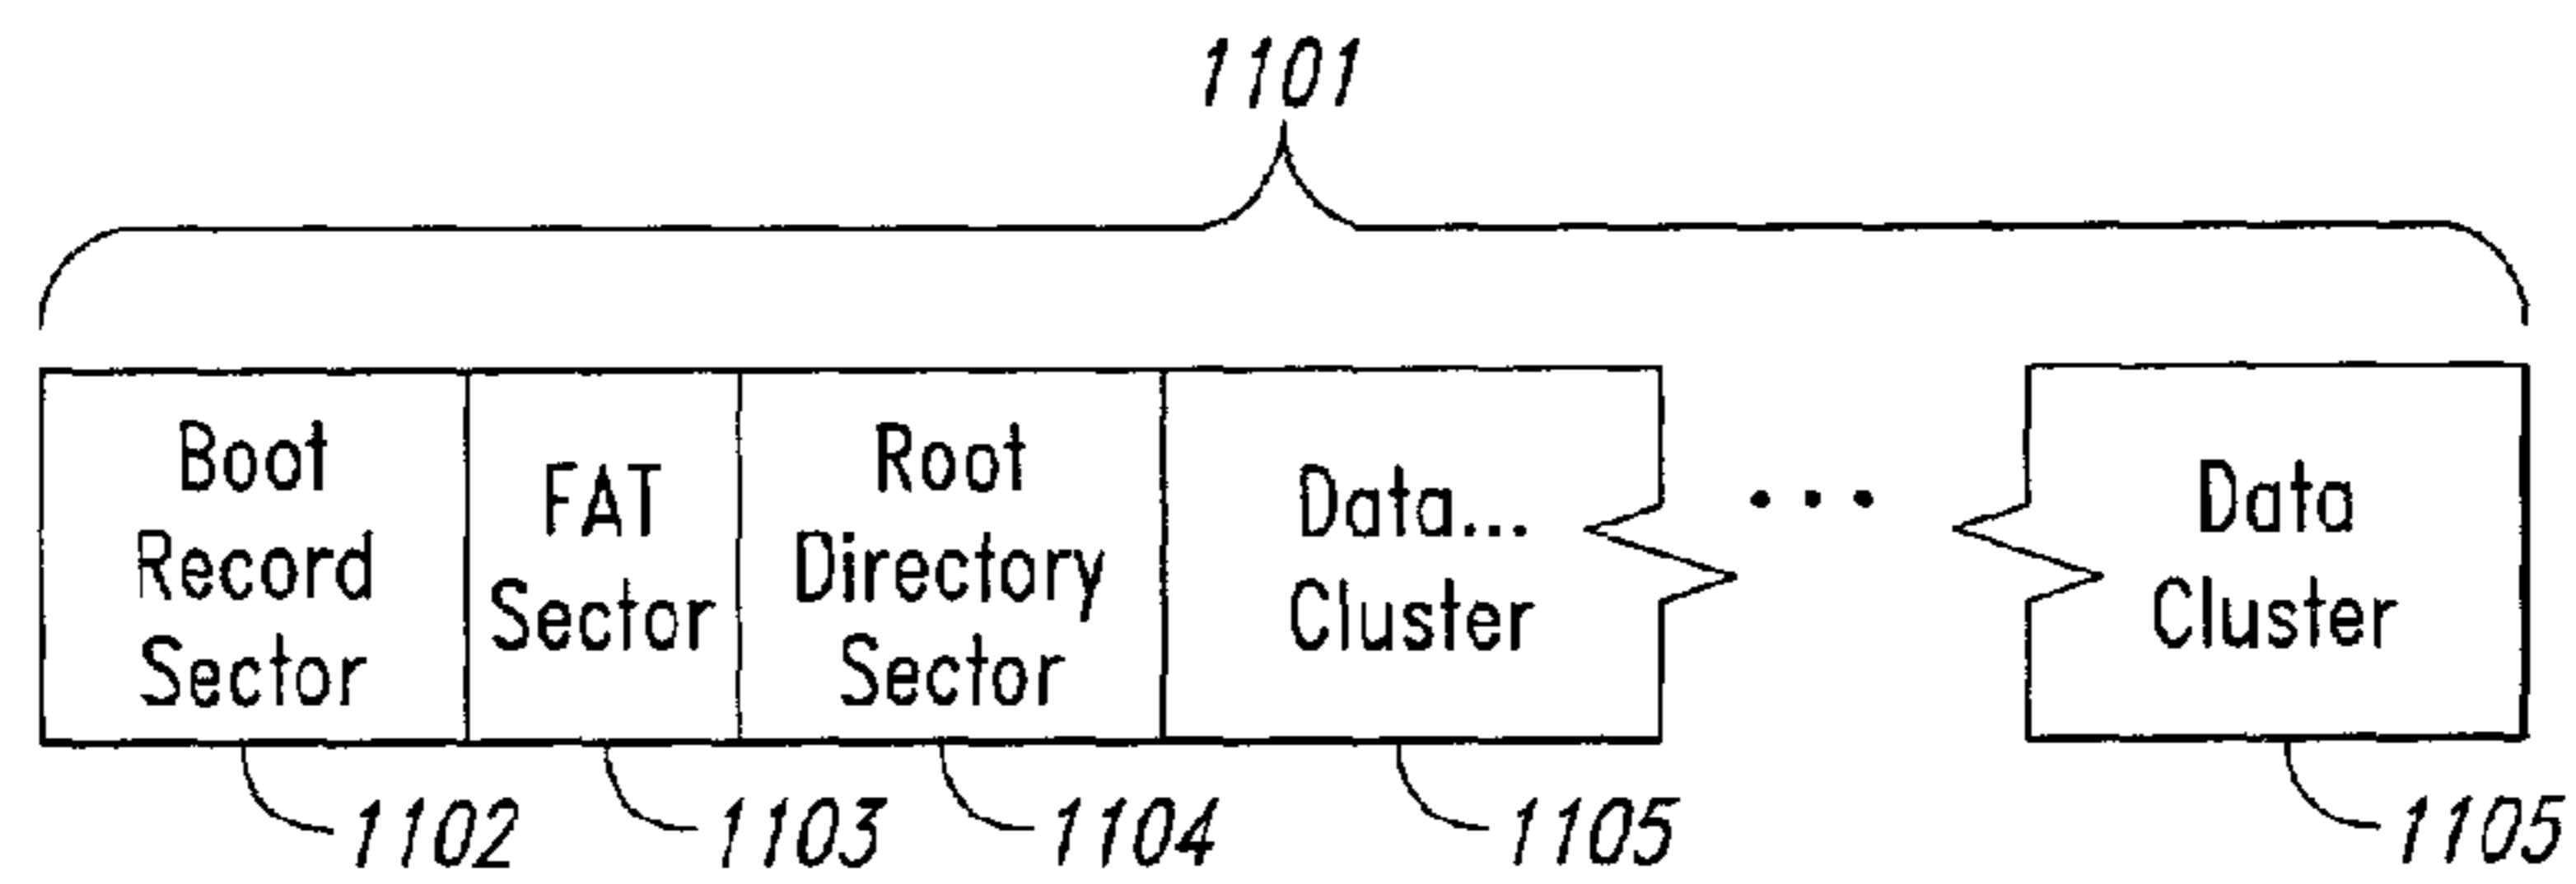 1101
Boot
Record
Sector
FAT
Sector
Root
Directory
Sector
Data...
Cluster
...
Data
Cluster
1102
1103
1104
1105
1105